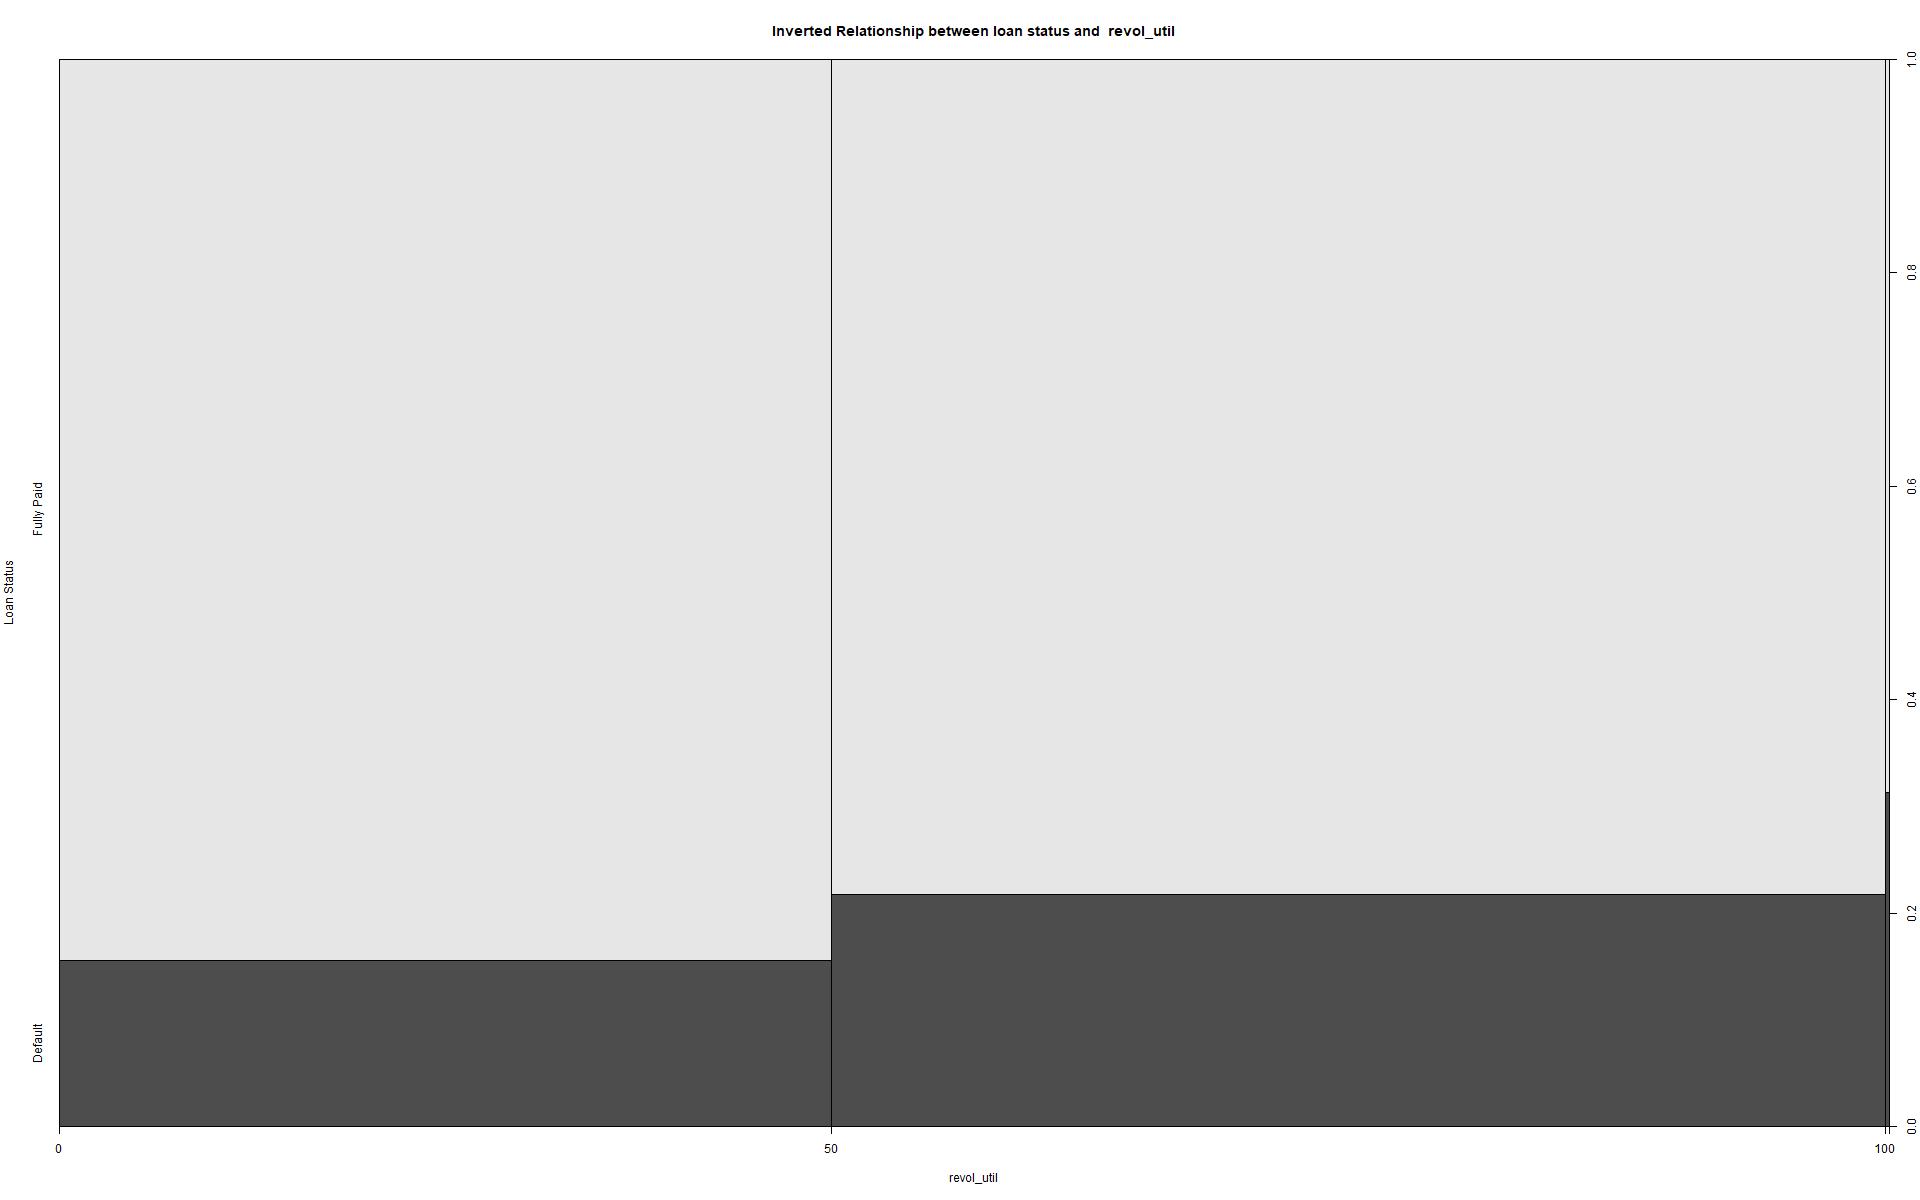 Inverted Relationship between loan status and  revol_util
Loan Status
Fully Paid
Default
1.0
0.8
0.6
0.4
0.2
0.0
0
50
100
revol_util